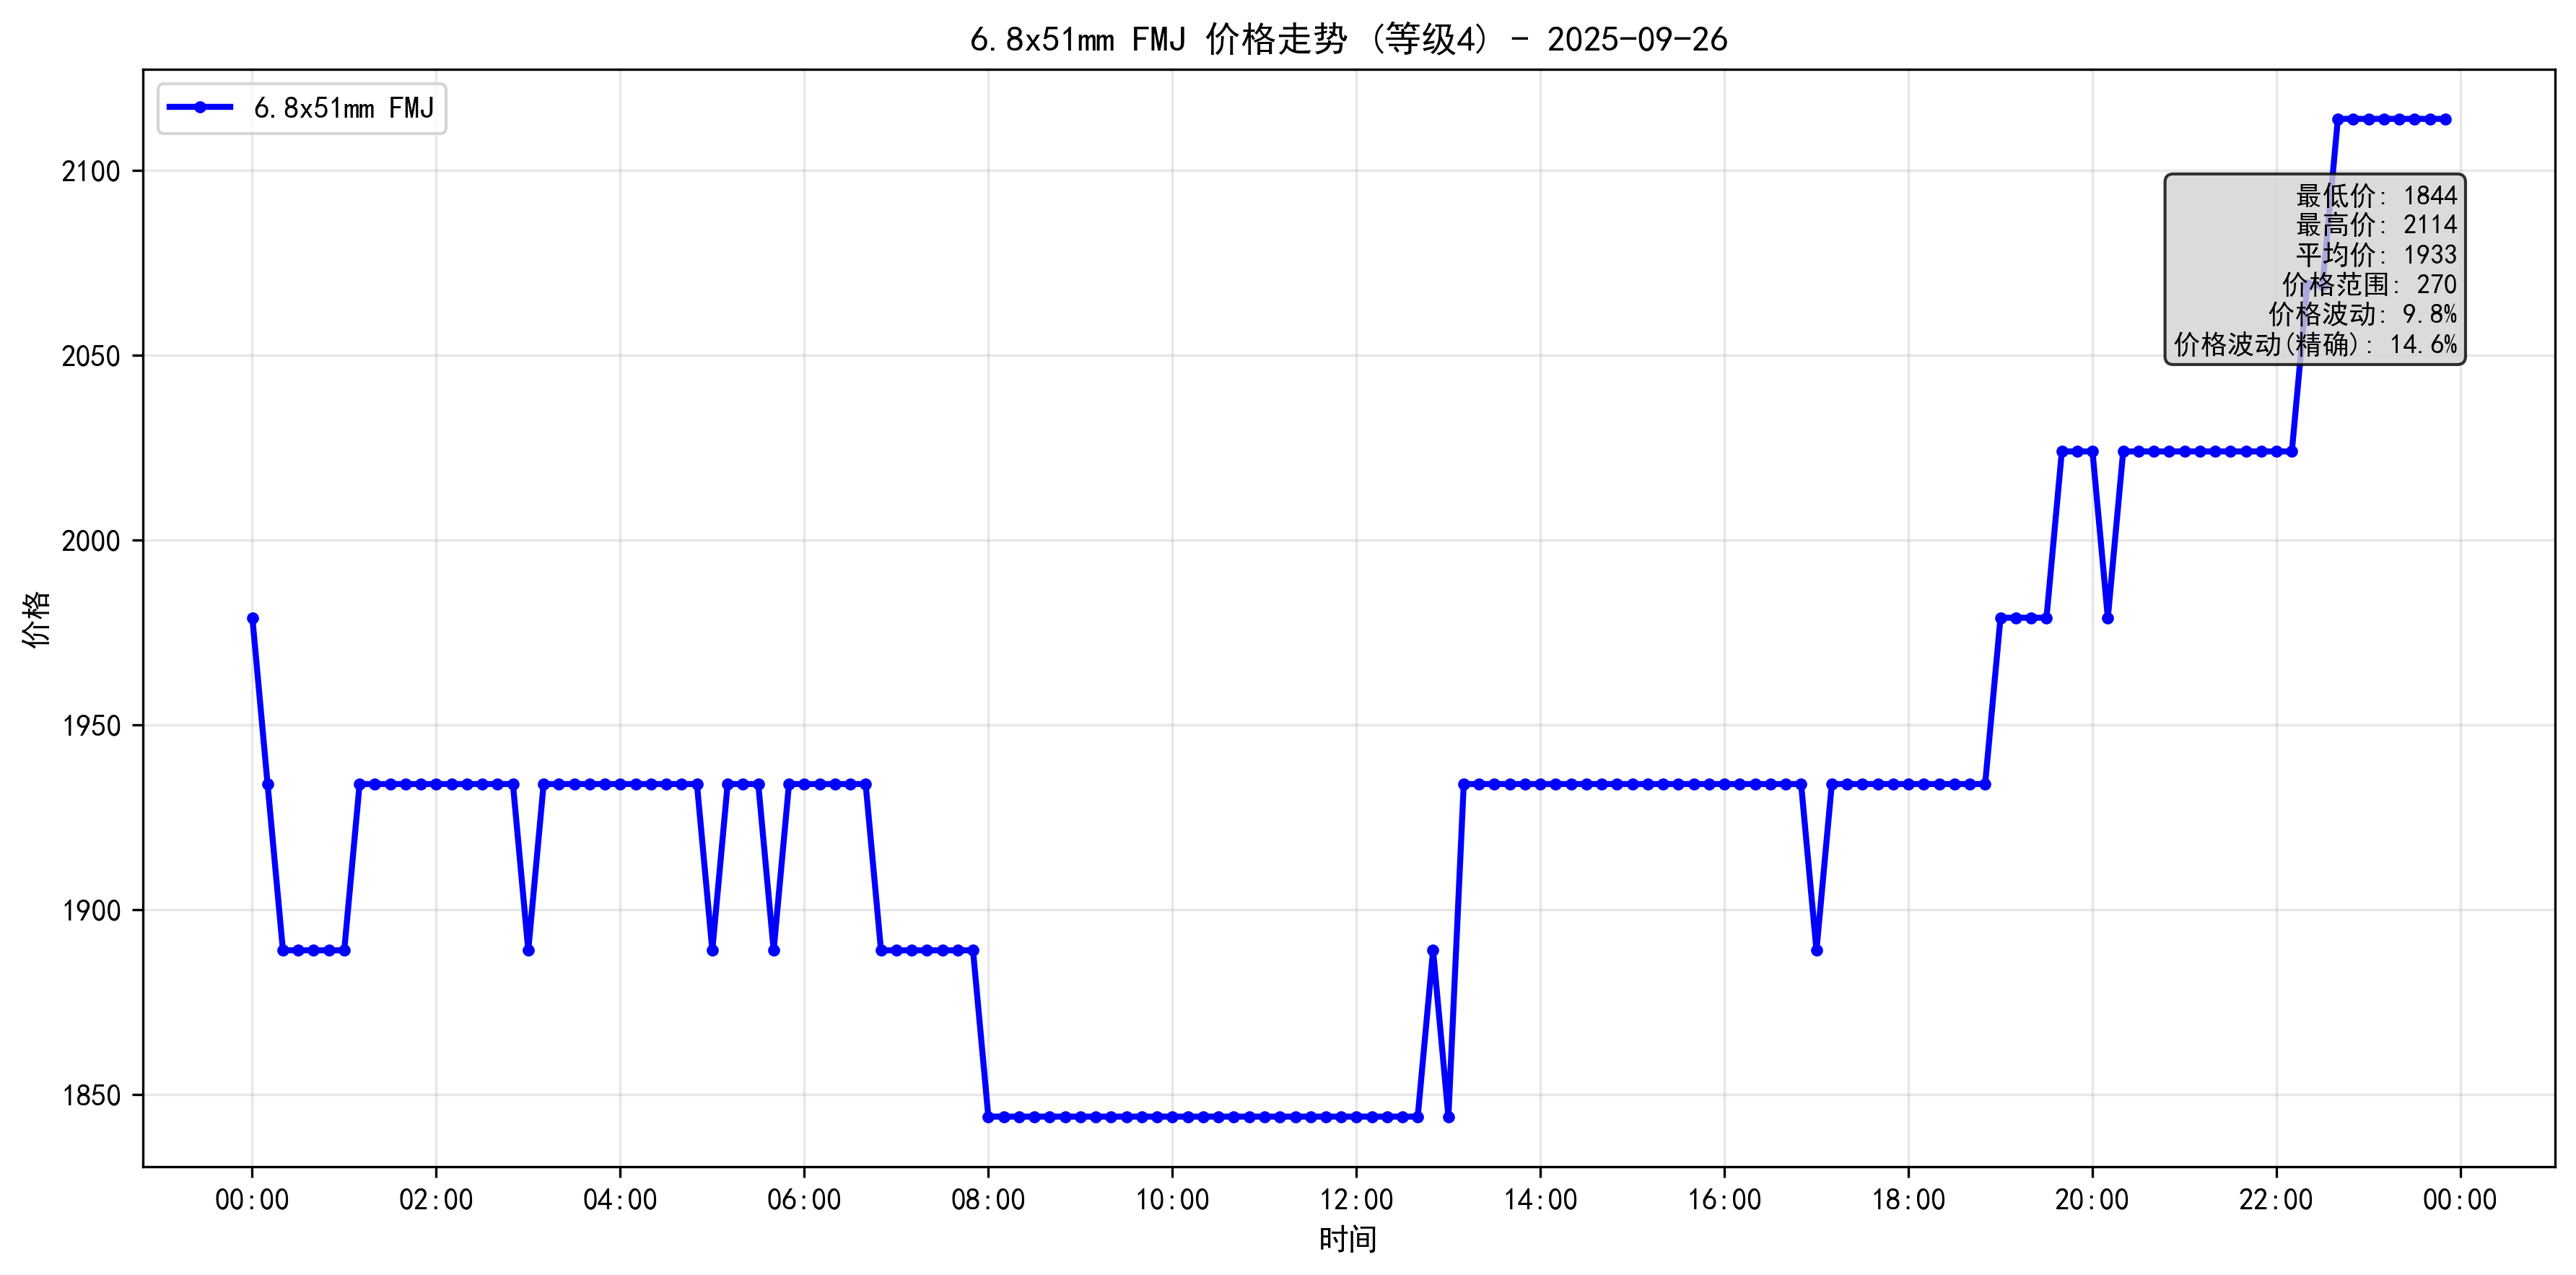 6.8x51mm FMJ 价格走势 (等级4) - 2025-09-26
6.8x51mm FMJ
最低价: 1844
最高价: 2114
平均价: 1933
价格范围: 270
价格波动: 9.8%
价格波动(精确): 14.6%
价格
2100
2050
2000
1950
1900
1850
00:00 02:00 04:00 06:00 08:00 10:00 12:00 14:00 16:00 18:00 20:00 22:00 00:00
时间